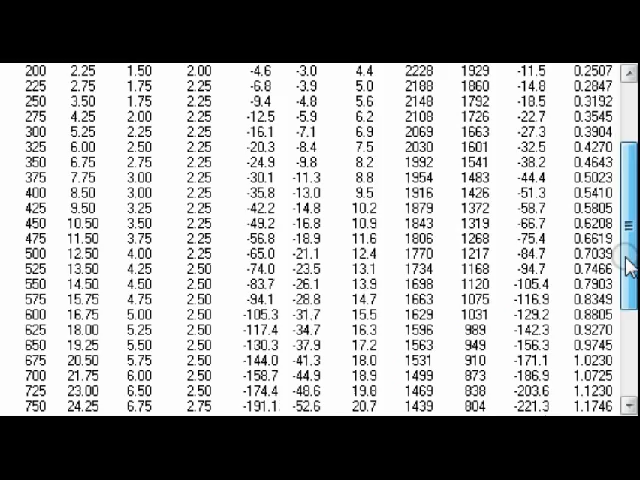 200 2.25 1.50 2.00 -4.6 -3.0 4.4 2228 1929 -11.5 0.2507
225 2.75 1.75 2.25 -6.8 -3.9 5.0 2188 1860 -14.8 0.2847
250 3.50 1.75 2.25 -9.4 -4.8 5.6 2148 1792 -18.5 0.3192
275 4.25 2.00 2.25 -12.5 -5.9 6.2 2108 1726 -22.7 0.3545
300 5.25 2.25 2.25 -16.1 -7.1 6.9 2069 1663 -27.3 0.3904
325 6.00 2.50 2.25 -20.3 -8.4 7.5 2030 1601 -32.5 0.4270
350 6.75 2.75 2.25 -24.9 -9.8 8.2 1992 1541 -38.2 0.4643
375 7.75 3.00 2.25 -30.1 -11.3 8.8 1954 1483 -44.4 0.5023
400 8.50 3.00 2.25 -35.8 -13.0 9.5 1916 1426 -51.3 0.5410
425 9.50 3.25 2.25 -42.2 -14.8 10.2 1879 1372 -58.7 0.5805
450 10.50 3.50 2.25 -49.2 -16.8 10.9 1843 1319 -66.7 0.6208
475 11.50 3.75 2.25 -56.8 -18.9 11.6 1806 1268 -75.4 0.6619
500 12.50 4.00 2.25 -65.0 -21.1 12.4 1770 1217 -84.7 0.7039
525 13.50 4.25 2.50 -74.0 -23.5 13.1 1734 1168 -94.7 0.7466
550 14.50 4.50 2.50 -83.7 -26.1 13.9 1698 1120 -105.4 0.7903
575 15.75 4.75 2.50 -94.1 -28.8 14.7 1663 1075 -116.9 0.8349
600 16.75 5.00 2.50 -105.3 -31.7 15.5 1629 1031 -129.2 0.8805
625 18.00 5.25 2.50 -117.4 -34.7 16.3 1596 989 -142.3 0.9270
650 19.25 5.50 2.50 -130.3 -37.9 17.2 1563 949 -156.3 0.9745
675 20.50 5.75 2.50 -144.0 -41.3 18.0 1531 910 -171.1 1.0230
700 21.75 6.00 2.50 -158.7 -44.9 18.9 1499 873 -186.9 1.0725
725 23.00 6.50 2.50 -174.4 -48.6 19.8 1469 838 -203.6 1.1230
750 24.25 6.75 2.75 -191.1 -52.6 20.7 1439 804 -221.3 1.1746